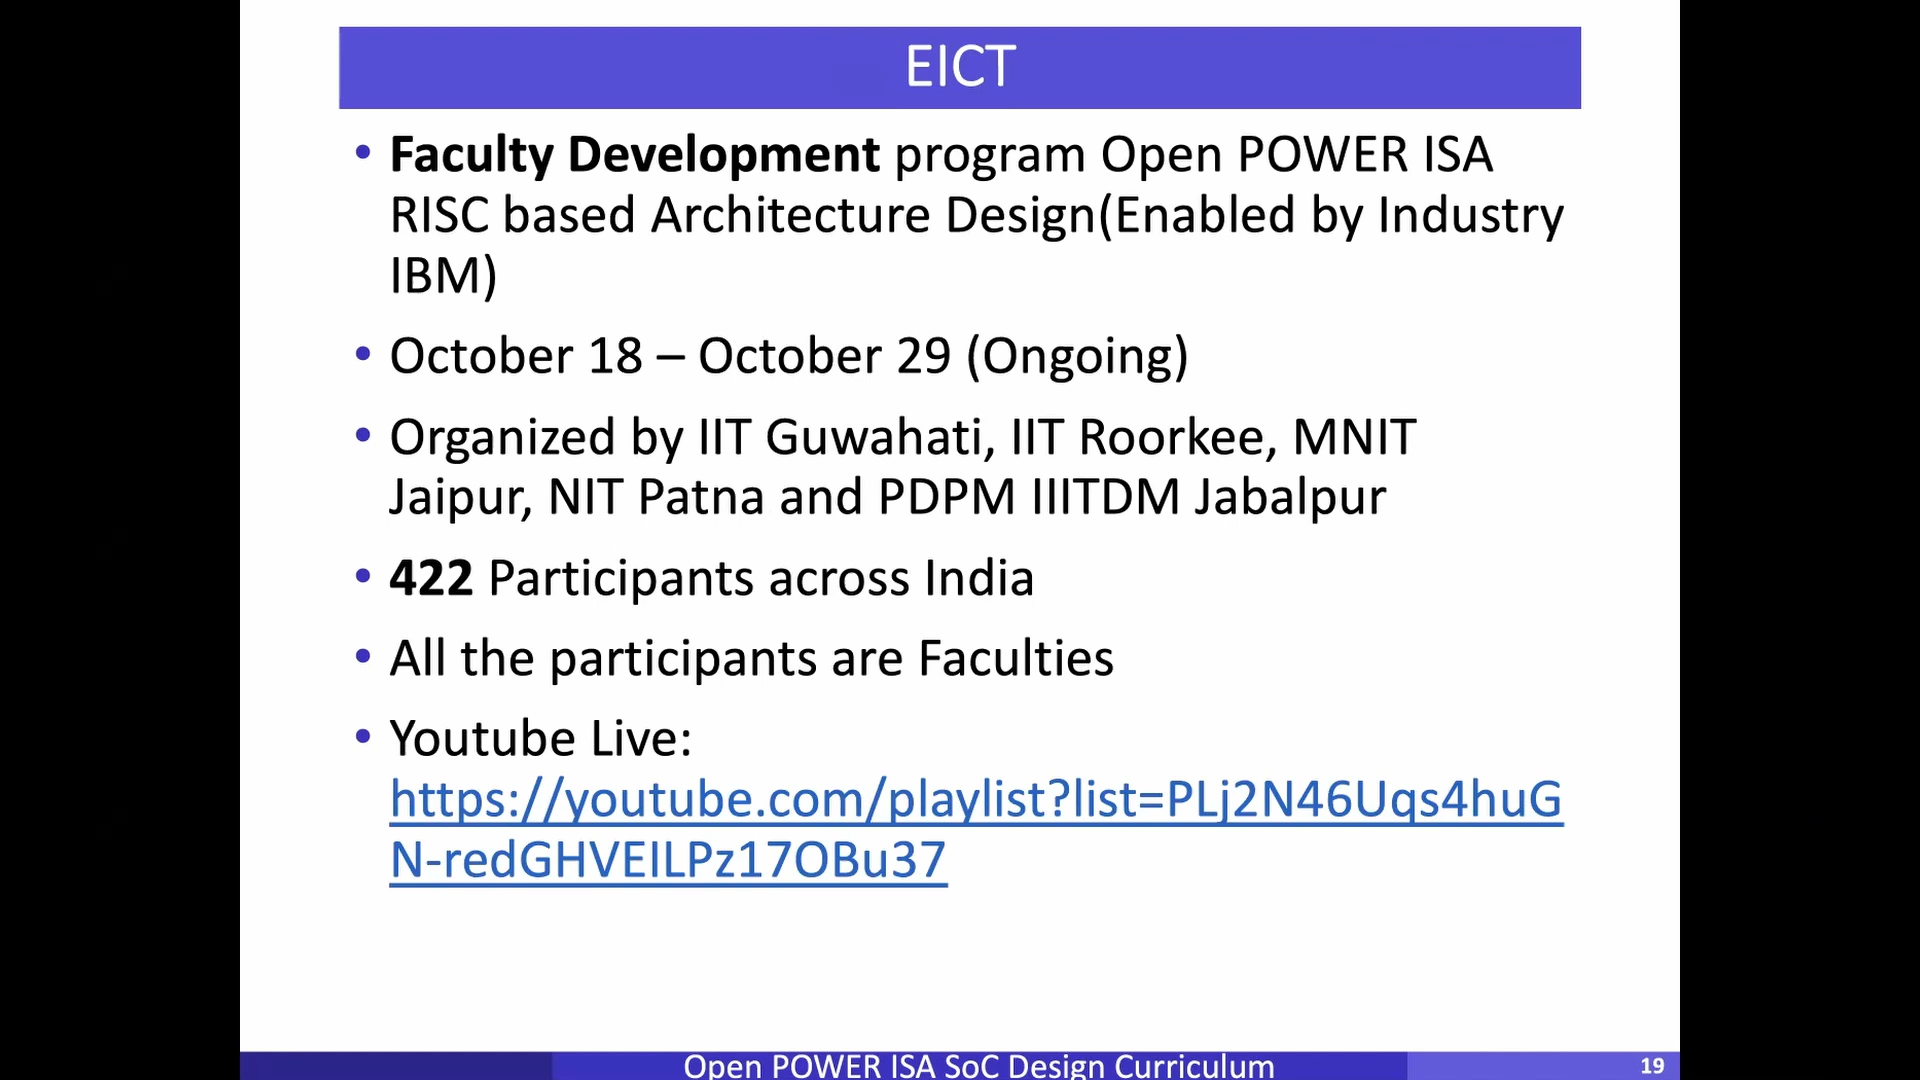 EICT
• Faculty Development program Open POWER ISA
RISC based Architecture Design(Enabled by Industry
IBM)
• October 18 – October 29 (Ongoing)
• Organized by IIT Guwahati, IIT Roorkee, MNIT
Jaipur, NIT Patna and PDPM IIITDM Jabalpur
• 422 Participants across India
• All the participants are Faculties
• Youtube Live:
https://youtube.com/playlist?list=PLj2N46Uqs4huG
N-redGHVEILPz17OBu37
Open POWER ISA SoC Design Curriculum
19